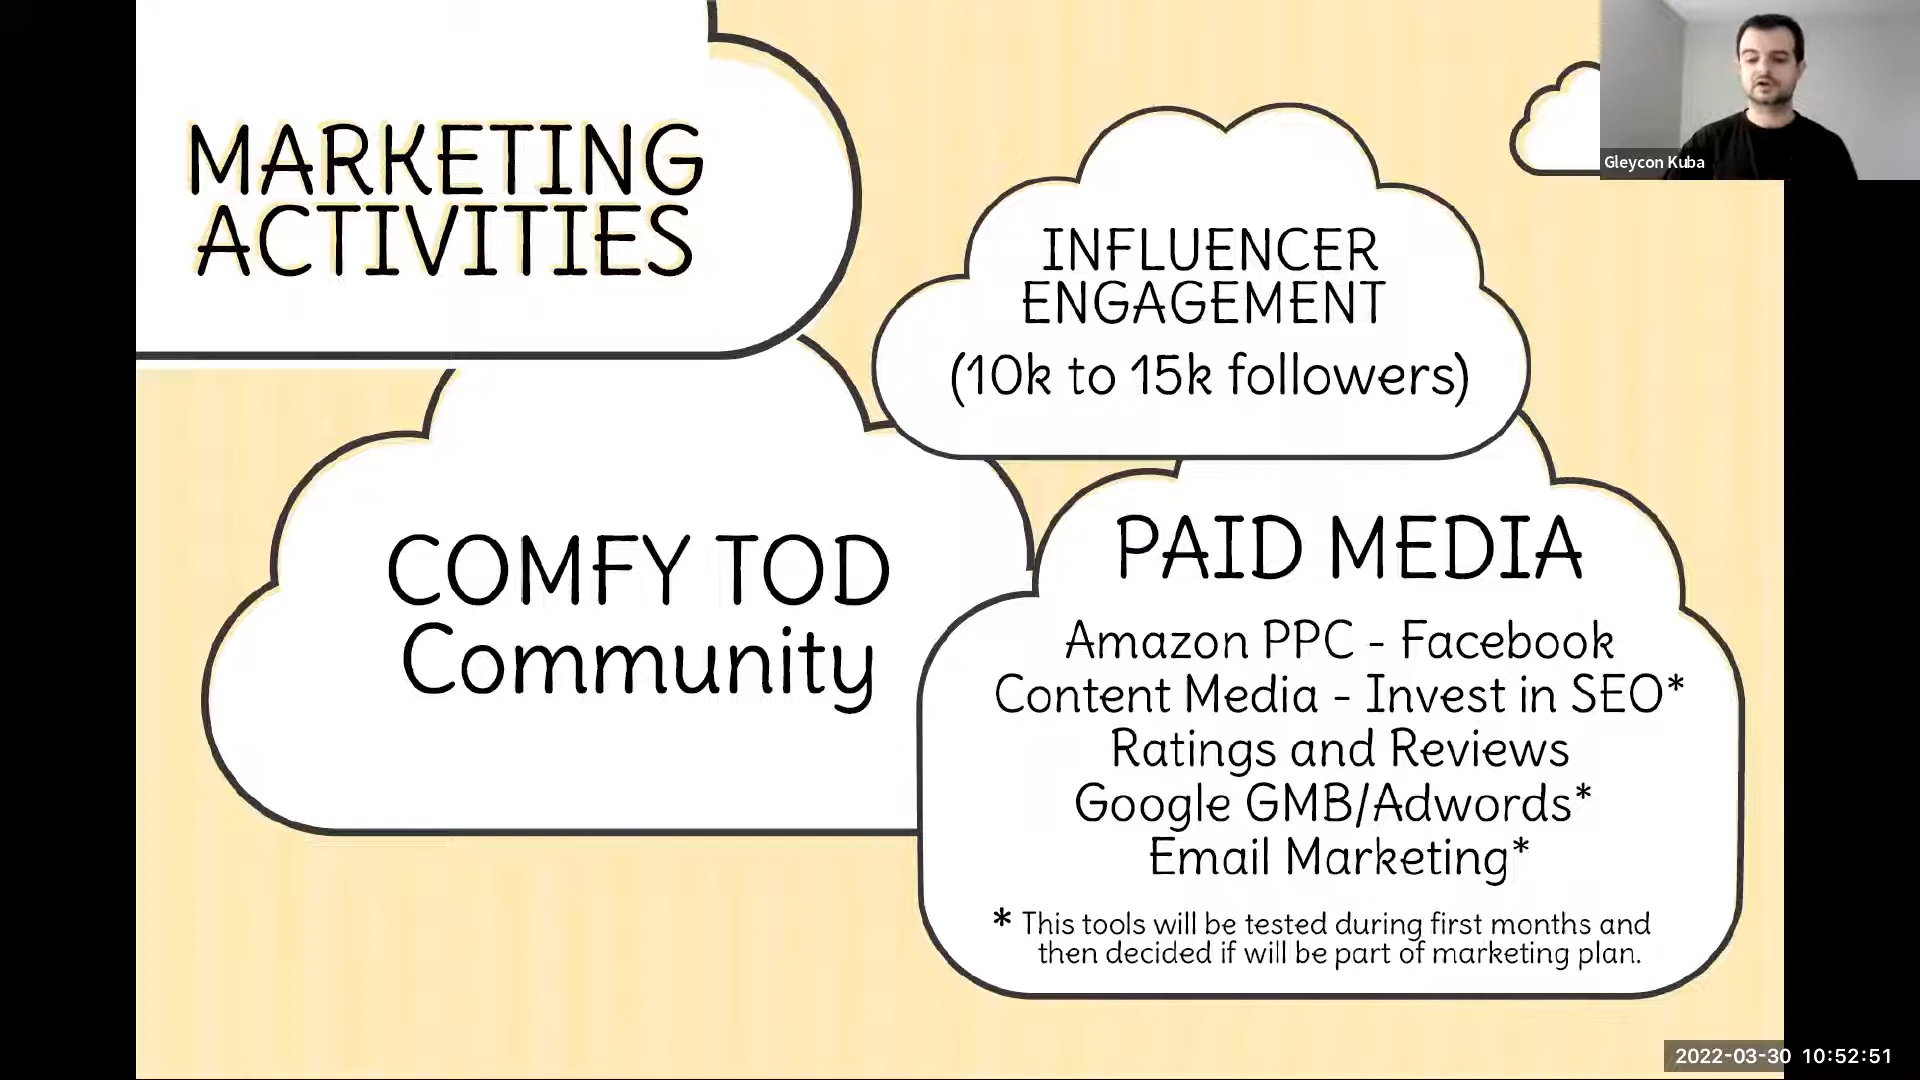 MARKETING
ACTIVITIES
INFLUENCER
ENGAGEMENT
(10k to 15k followers)
COMFY TOD
Community
PAID MEDIA
Amazon PPC - Facebook
Content Media - Invest in SEO*
Ratings and Reviews
Google GMB/Adwords*
Email Marketing*
* This tools will be tested during first months and
then decided if will be part of marketing plan.
Gleycon Kuba
2022-03-30 10:52:51